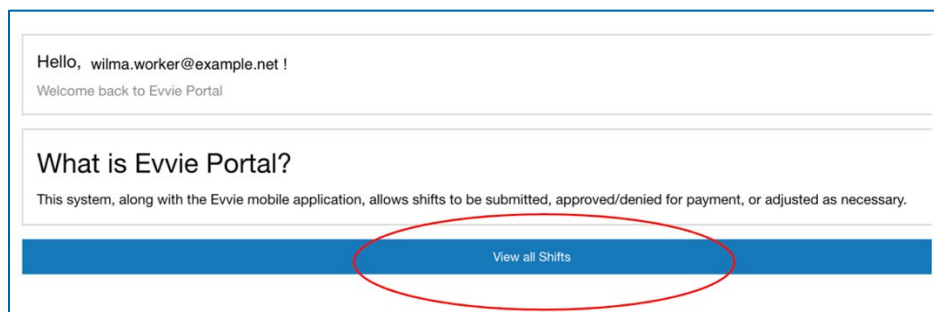 Hello, wilma.worker@example.net !
Welcome back to Evvie Portal
What is Evvie Portal?
This system, along with the Evvie mobile application, allows shifts to be submitted, approved/denied for payment, or adjusted as necessary.
View all Shifts